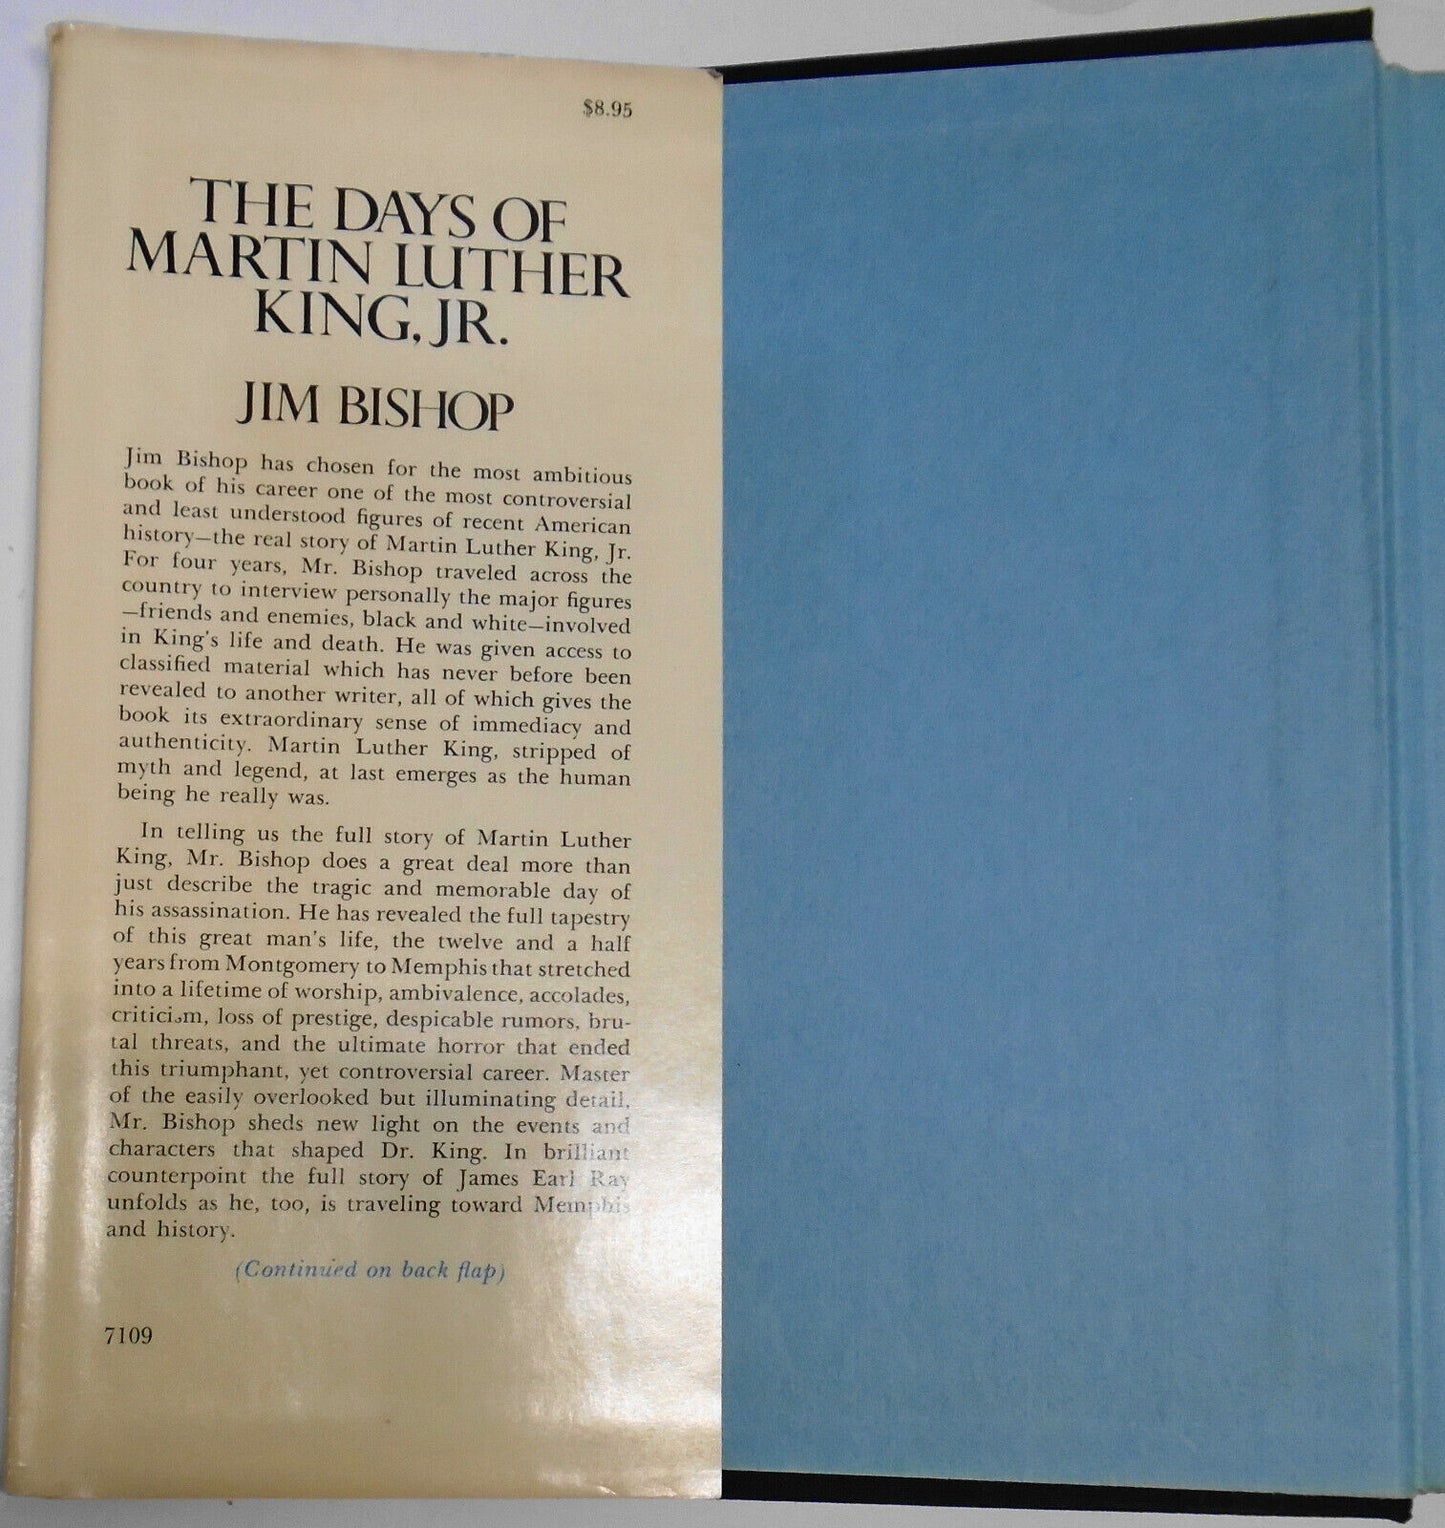 $8.95
THE DAYS OF
MARTIN LUTHER
KING, JR.
JIM BISHOP
Jim Bishop has chosen for the most ambitious
book of his career one of the most controversial
and least understood figures of recent American
history—the real story of Martin Luther King, Jr.
For four years, Mr. Bishop traveled across the
country to interview personally the major figures
—friends and enemies, black and white—involved
in King's life and death. He was given access to
classified material which has never before been
revealed to another writer, all of which gives the
book its extraordinary sense of immediacy and
authenticity. Martin Luther King, stripped of
myth and legend, at last emerges as the human
being he really was.
In telling us the full story of Martin Luther
King, Mr. Bishop does a great deal more than
just describe the tragic and memorable day of
his assassination. He has revealed the full tapestry
of this great man's life, the twelve and a half
years from Montgomery to Memphis that stretched
into a lifetime of worship, ambivalence, accolades,
criticism, loss of prestige, despicable rumors, bru-
tal threats, and the ultimate horror that ended
this triumphant, yet controversial career. Master
of the easily overlooked but illuminating detail,
Mr. Bishop sheds new light on the events and
characters that shaped Dr. King. In brilliant
counterpoint the full story of James Earl Ray
unfolds as he, too, is traveling toward Memphis
and history.
(Continued on back flap)
7109